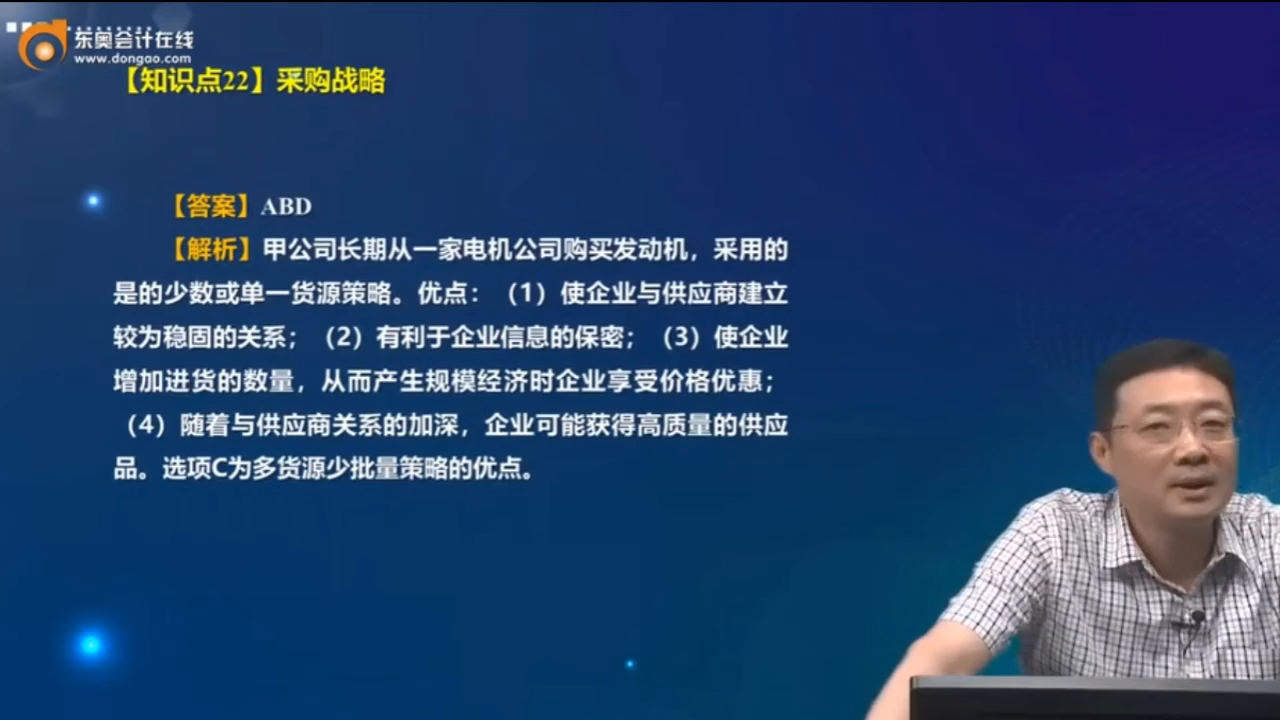 东奥会计在线
www.dongao.com
【知识点22】采购战略
【答案】ABD
【解析】甲公司长期从一家电机公司购买发动机，采用的
是的少数或单一货源策略。优点：（1）使企业与供应商建立
较为稳固的关系；（2）有利于企业信息的保密；（3）使企业
增加进货的数量，从而产生规模经济时企业享受价格优惠；
（4）随着与供应商关系的加深，企业可能获得高质量的供应
品。选项C为多货源少批量策略的优点。